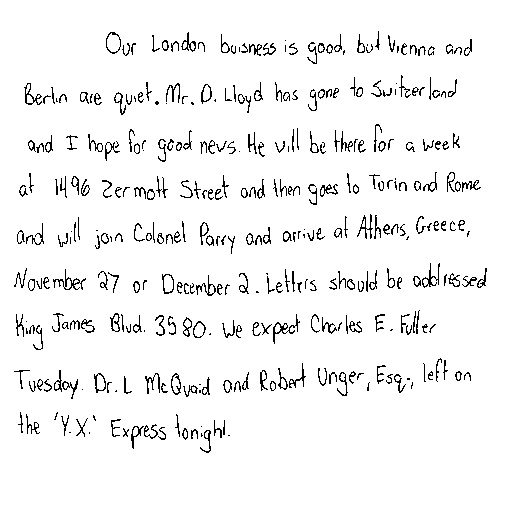 Our London buisness is good, but Vienna and
Berlin are quiet. Mr. D. Lloyd has gone to Switzerland
and I hope for good news. He will be there for a week
at 1496 Zermott Street and then goes to Turin and Rome
and will join Colonel Parry and arrive at Athens, Greece,
November 27 or December 2. Letters should be addressed
King James Blvd. 3580. We expect Charles E. Fuller
Tuesday. Dr. L McQuaid and Robert Unger, Esq., left on
the 'Y.X.' Express tonight.